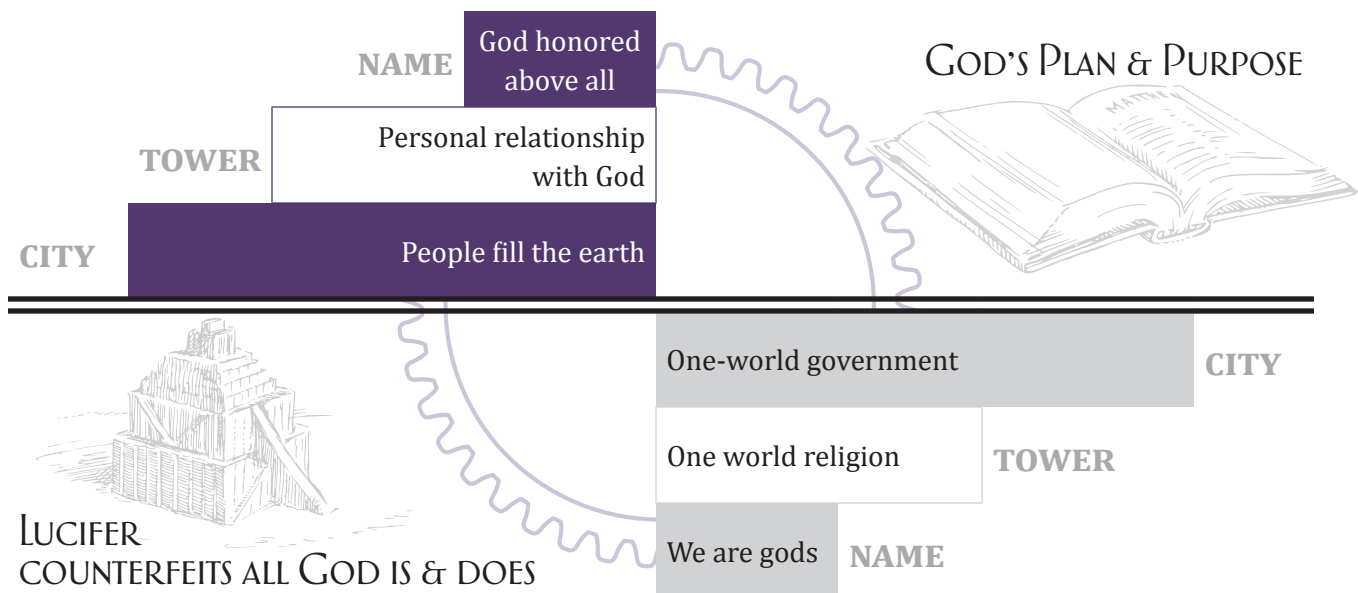 NAME
God honored
above all
GOD'S PLAN & PURPOSE
MATTHEW
TOWER
Personal relationship
with God
CITY
People fill the earth
One-world government
CITY
One world religion
TOWER
LUCIFER
COUNTERFEITS ALL GOD IS & DOES
We are gods
NAME